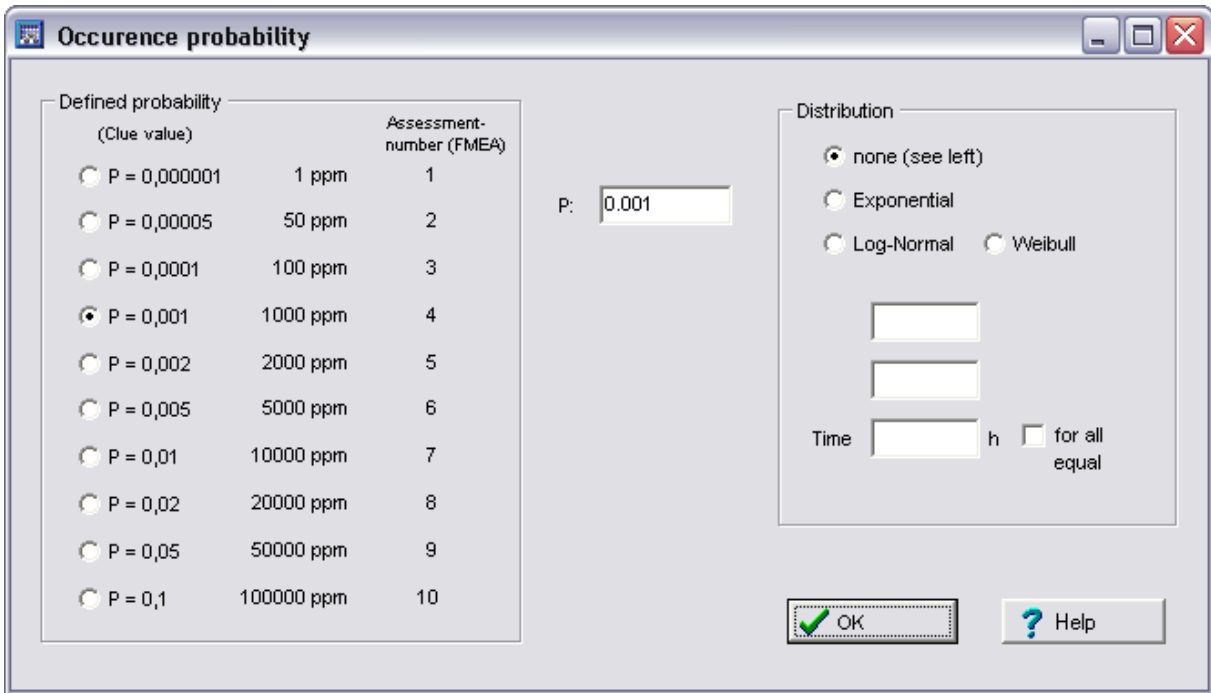 Occurence probability
Defined probability
(Clue value)
Assessment-
number (FMEA)
P = 0,000001 1 ppm 1
P = 0,00005 50 ppm 2
P = 0,0001 100 ppm 3
P = 0,001 1000 ppm 4
P = 0,002 2000 ppm 5
P = 0,005 5000 ppm 6
P = 0,01 10000 ppm 7
P = 0,02 20000 ppm 8
P = 0,05 50000 ppm 9
P = 0,1 100000 ppm 10
P: 0.001
Distribution
none (see left)
Exponential
Log-Normal Weibull
Time h for all
equal
OK Help